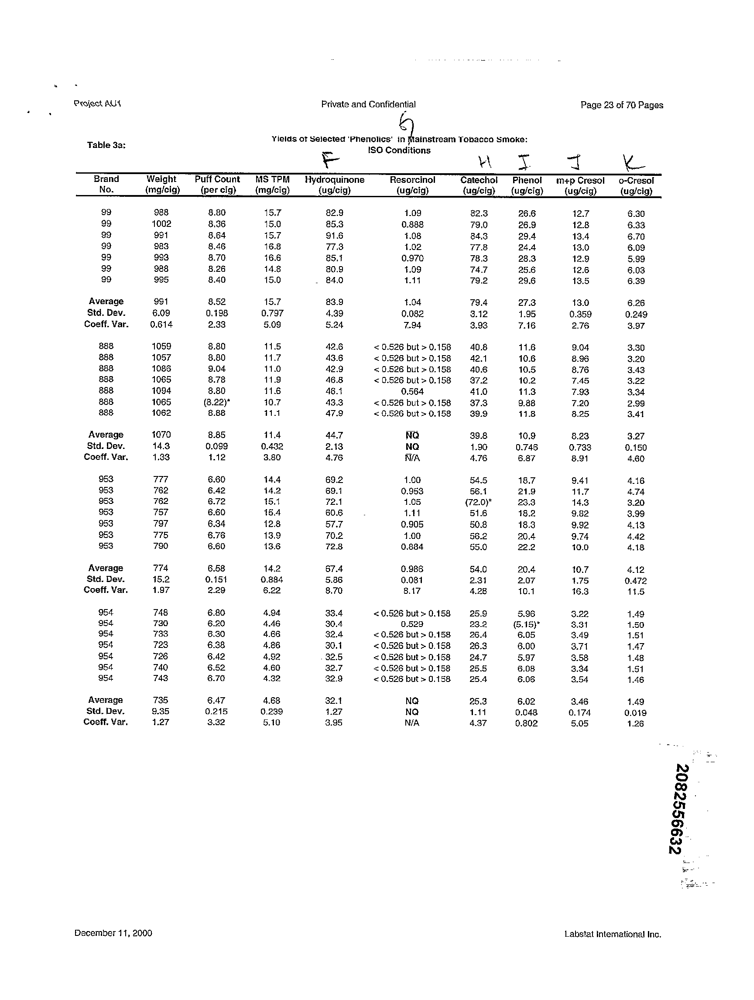 Project AU1 Private and Confidential Page 23 of 70 Pages
G
Table 3a: Yields of Selected 'Phenolics' in Mainstream Tobacco Smoke:
ISO Conditions
F H I J K
Brand Weight Puff Count MS TPM Hydroquinone Resorcinol Catechol Phenol m+p Cresol o-Cresol
No. (mg/cig) (per cig) (mg/cig) (ug/cig) (ug/cig) (ug/cig) (ug/cig) (ug/cig) (ug/cig)
99 988 8.80 15.7 82.9 1.09 82.3 26.6 12.7 6.30
99 1002 8.36 15.0 85.3 0.888 79.0 26.9 12.8 6.33
99 991 8.64 15.7 91.6 1.08 84.3 29.4 13.4 6.70
99 983 8.46 16.8 77.3 1.02 77.8 24.4 13.0 6.09
99 993 8.70 16.6 85.1 0.970 78.3 28.3 12.9 5.99
99 988 8.26 14.8 80.9 1.09 74.7 25.6 12.6 6.03
99 995 8.40 15.0 84.0 1.11 79.2 29.6 13.5 6.39
Average 991 8.52 15.7 83.9 1.04 79.4 27.3 13.0 6.26
Std. Dev. 6.09 0.198 0.797 4.39 0.082 3.12 1.95 0.359 0.249
Coeff. Var. 0.614 2.33 5.09 5.24 7.94 3.93 7.16 2.76 3.97
888 1059 8.80 11.5 42.6 < 0.526 but > 0.158 40.8 11.6 9.04 3.30
888 1057 8.80 11.7 43.6 < 0.526 but > 0.158 42.1 10.6 8.96 3.20
888 1086 9.04 11.0 42.9 < 0.526 but > 0.158 40.6 10.5 8.76 3.43
888 1065 8.78 11.9 46.8 < 0.526 but > 0.158 37.2 10.2 7.45 3.22
888 1094 8.80 11.6 46.1 0.564 41.0 11.3 7.93 3.34
888 1065 (8.22)* 10.7 43.3 < 0.526 but > 0.158 37.3 9.88 7.20 2.99
888 1062 8.88 11.1 47.9 < 0.526 but > 0.158 39.9 11.8 8.25 3.41
Average 1070 8.85 11.4 44.7 NQ 39.8 10.9 8.23 3.27
Std. Dev. 14.3 0.099 0.432 2.13 NQ 1.90 0.746 0.733 0.150
Coeff. Var. 1.33 1.12 3.80 4.76 N/A 4.76 6.87 8.91 4.60
953 777 6.60 14.4 69.2 1.00 54.5 18.7 9.41 4.16
953 762 6.42 14.2 69.1 0.953 56.1 21.9 11.7 4.74
953 762 6.72 15.1 72.1 1.05 (72.0)* 23.3 14.3 3.20
953 757 6.60 15.4 60.6 1.11 51.6 18.2 9.82 3.99
953 797 6.34 12.8 57.7 0.905 50.8 18.3 9.92 4.13
953 775 6.76 13.9 70.2 1.00 56.2 20.4 9.74 4.42
953 790 6.60 13.6 72.8 0.884 55.0 22.2 10.0 4.18
Average 774 6.58 14.2 67.4 0.986 54.0 20.4 10.7 4.12
Std. Dev. 15.2 0.151 0.884 5.86 0.081 2.31 2.07 1.75 0.472
Coeff. Var. 1.97 2.29 6.22 8.70 8.17 4.28 10.1 16.3 11.5
954 748 6.80 4.94 33.4 < 0.526 but > 0.158 25.9 5.96 3.22 1.49
954 730 6.20 4.46 30.4 0.529 23.2 (5.15)* 3.31 1.50
954 733 6.30 4.66 32.4 < 0.526 but > 0.158 26.4 6.05 3.49 1.51
954 723 6.38 4.86 30.1 < 0.526 but > 0.158 26.3 6.00 3.71 1.47
954 726 6.42 4.92 32.5 < 0.526 but > 0.158 24.7 5.97 3.58 1.48
954 740 6.52 4.60 32.7 < 0.526 but > 0.158 25.5 6.08 3.34 1.51
954 743 6.70 4.32 32.9 < 0.526 but > 0.158 25.4 6.06 3.54 1.46
Average 735 6.47 4.68 32.1 NQ 25.3 6.02 3.46 1.49
Std. Dev. 9.35 0.215 0.239 1.27 NQ 1.11 0.048 0.174 0.019
Coeff. Var. 1.27 3.32 5.10 3.95 N/A 4.37 0.802 5.05 1.26
2082556632
December 11, 2000 Labstat International Inc.